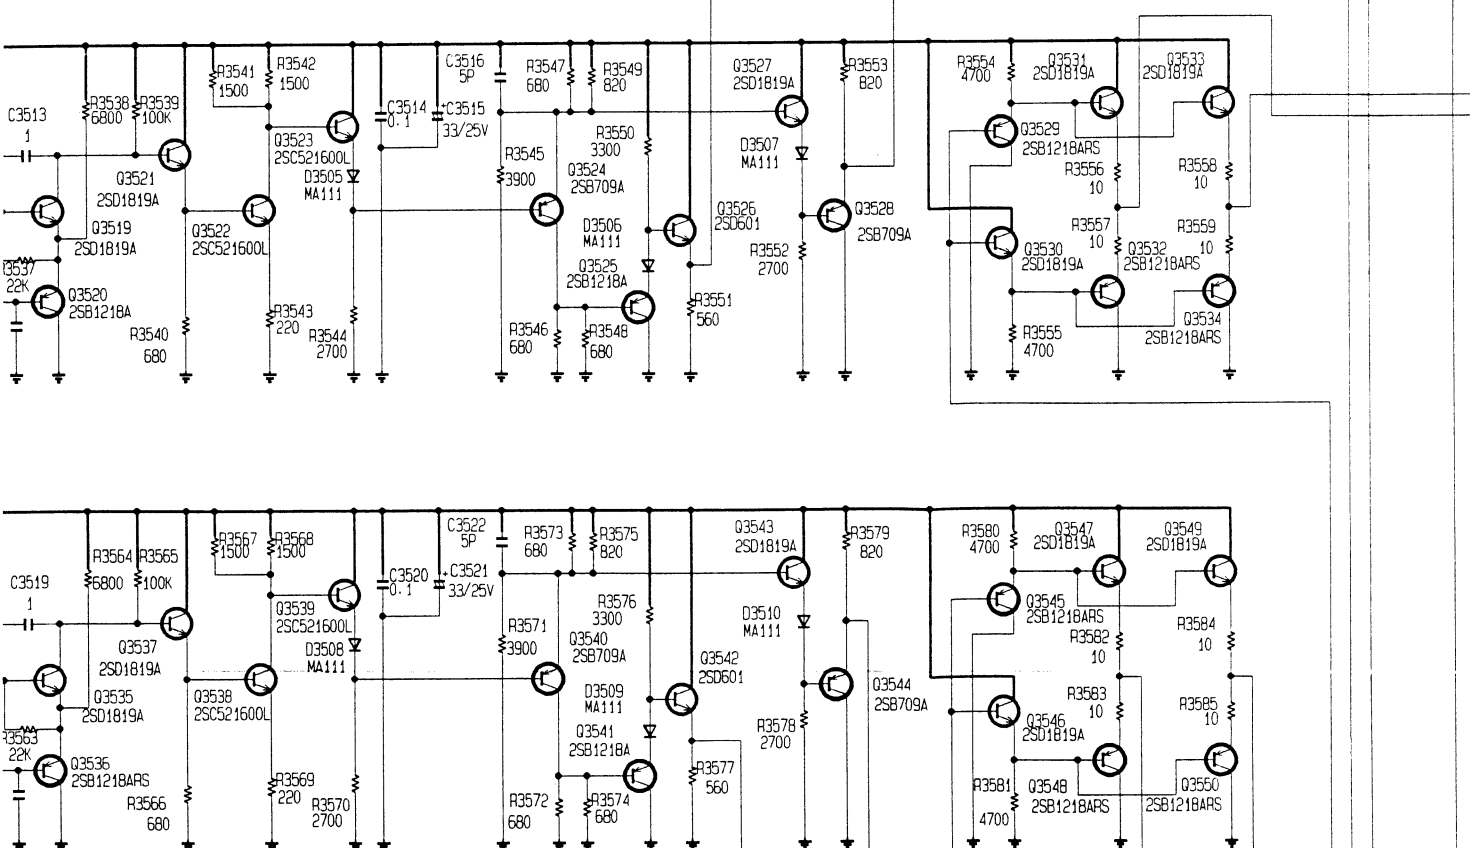 C3513
1
R3538
6800
R3539
100K
R3541
1500
R3542
1500
Q3523
2SC521600L
D3505
MA111
C3514
0.1
C3515
33/25V
C3516
5P
R3547
680
R3549
820
R3545
3900
R3550
3300
Q3524
2SB709A
Q3527
2SD1819A
R3553
820
D3507
MA111
R3554
4700
Q3531
2SD1819A
Q3533
2SD1819A
Q3529
2SB1218ARS
R3556
10
R3558
10
Q3521
2SD1819A
Q3519
2SD1819A
Q3522
2SC521600L
D3506
MA111
Q3526
2SD601
Q3528
2SB709A
R3557
10
R3559
10
Q3530
2SD1819A
Q3532
2SB1218ARS
R3552
2700
Q3525
2SB1218A
22K
Q3520
2SB1218A
R3540
680
R3543
220
R3544
2700
R3546
680
R3548
680
R3551
560
R3555
4700
Q3534
2SB1218ARS
C3519
1
R3564
6800
R3565
100K
R3567
1500
R3568
1500
Q3539
2SC521600L
D3508
MA111
C3520
0.1
C3521
33/25V
C3522
5P
R3573
680
R3575
820
R3571
3900
R3576
3300
Q3540
2SB709A
Q3543
2SD1819A
R3579
820
D3510
MA111
R3580
4700
Q3547
2SD1819A
Q3549
2SD1819A
Q3545
2SB1218ARS
R3582
10
R3584
10
Q3537
2SD1819A
Q3535
2SD1819A
Q3538
2SC521600L
D3509
MA111
Q3542
2SD601
Q3544
2SB709A
R3583
10
R3585
10
Q3546
2SD1819A
R3578
2700
Q3541
2SB1218A
22K
Q3536
2SB1218ARS
R3566
680
R3569
220
R3570
2700
R3572
680
R3574
680
R3577
560
R3581
4700
Q3548
2SB1218ARS
Q3550
2SB1218ARS